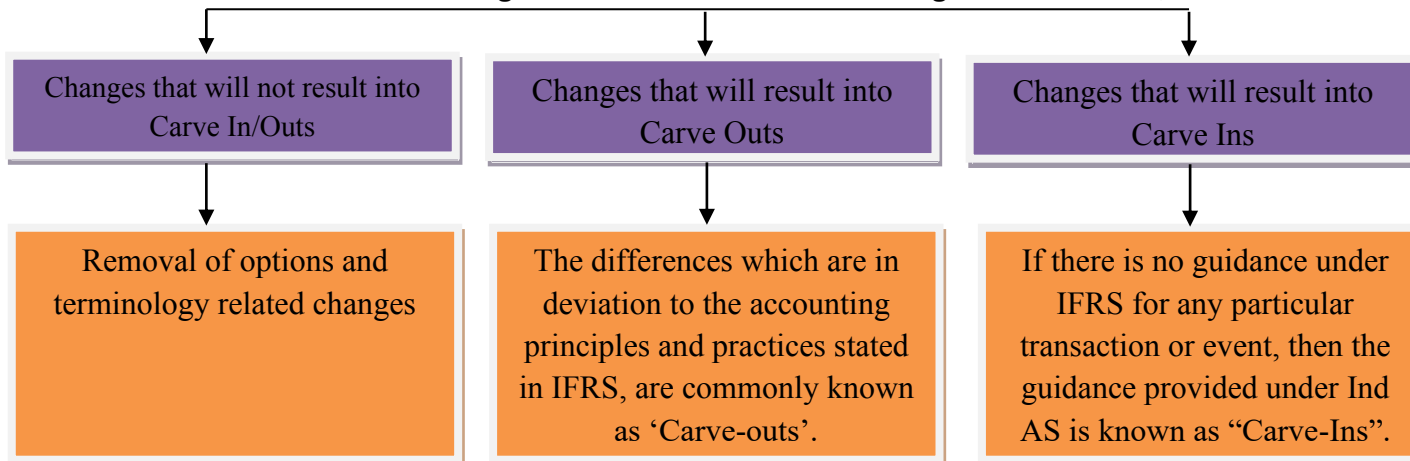 Changes that will not result into
Carve In/Outs
Changes that will result into
Carve Outs
Changes that will result into
Carve Ins
Removal of options and
terminology related changes
The differences which are in
deviation to the accounting
principles and practices stated
in IFRS, are commonly known
as ‘Carve-outs’.
If there is no guidance under
IFRS for any particular
transaction or event, then the
guidance provided under Ind
AS is known as “Carve-Ins”.